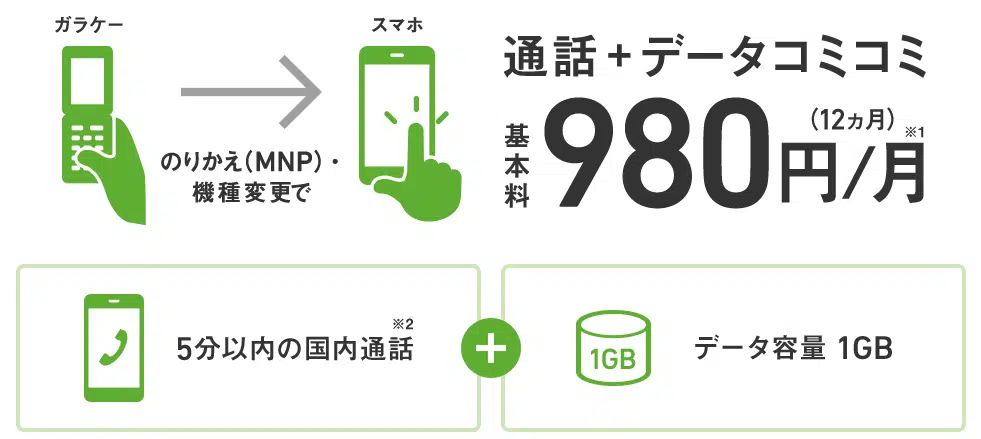 ガラケー
スマホ
のりかえ(MNP)・
機種変更で
通話+データコミコミ
基本料 980円/月 (12ヵ月) ※1
5分以内の国内通話 ※2
+
1GB
データ容量 1GB